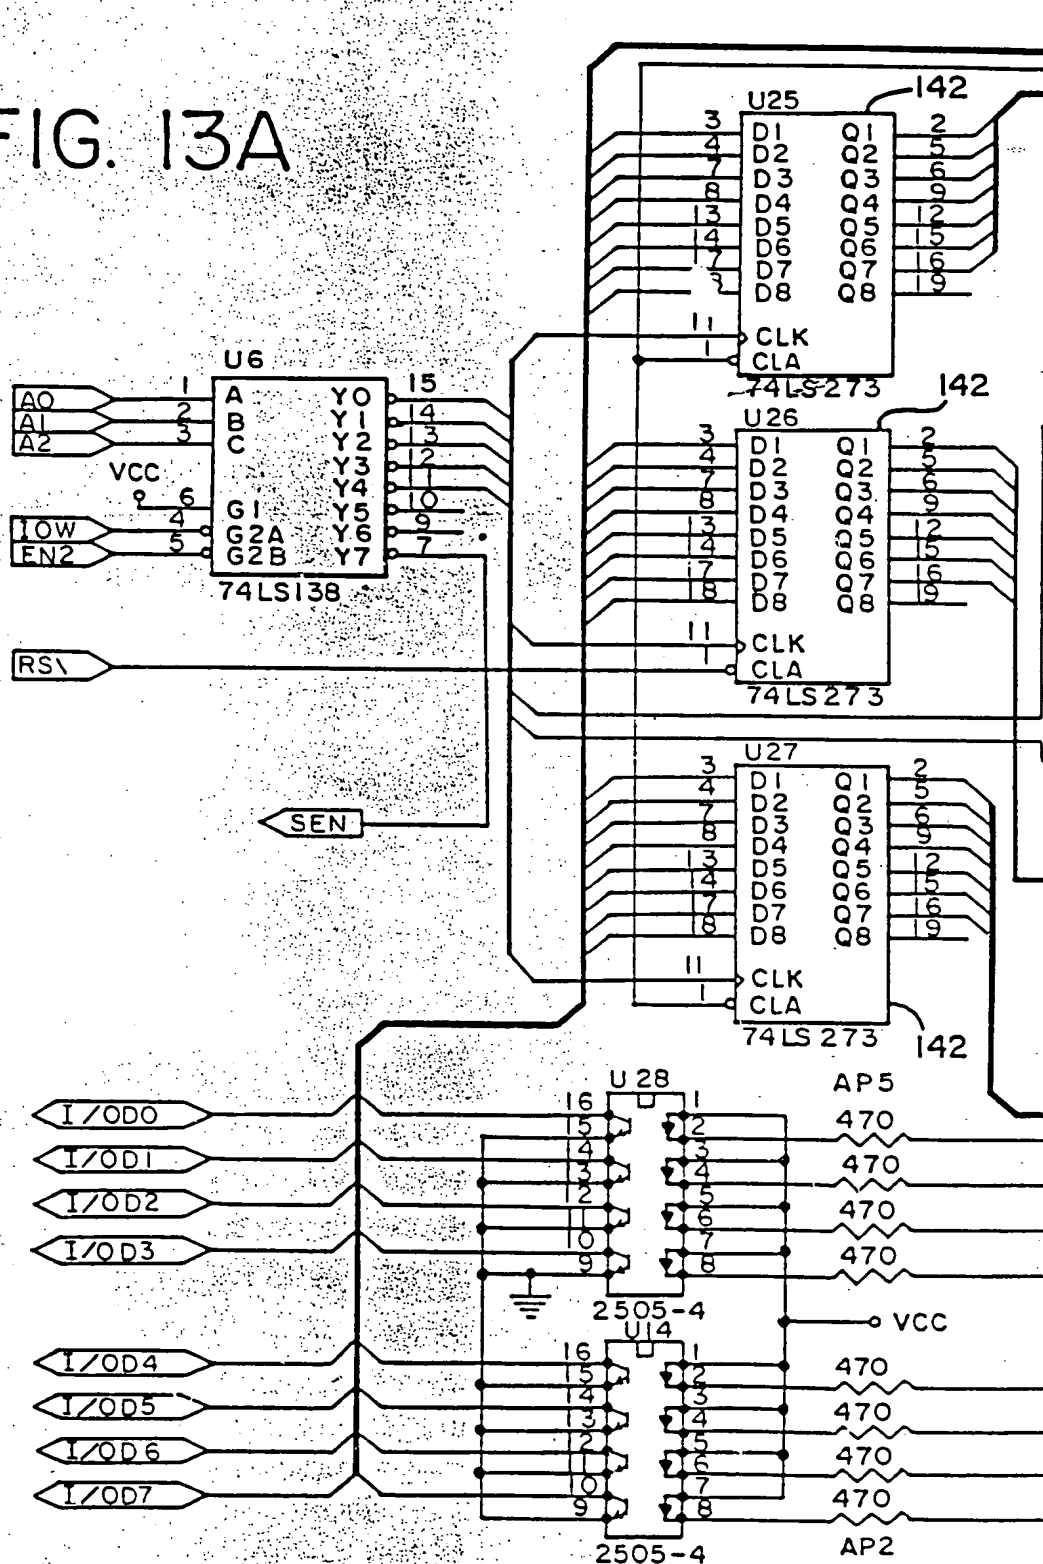 FIG. 13A
142
U25
3 D1 Q1 2
4 D2 Q2 5
7 D3 Q3 6
8 D4 Q4 9
13 D5 Q5 12
14 D6 Q6 15
17 D7 Q7 16
D8 Q8 19
11 CLK
1 CLA
74LS273
U6
A0 1 A Y0 15
A1 2 B Y1 14
A2 3 C Y2 13
Y3 12
VCC
Y4 11
6 G1 Y5 10
IOW 4 G2A Y6 9
EN2 5 G2B Y7 7
74LS138
142
U26
3 D1 Q1 2
4 D2 Q2 5
7 D3 Q3 6
8 D4 Q4 9
13 D5 Q5 12
14 D6 Q6 15
17 D7 Q7 16
18 D8 Q8 19
11 CLK
RS\ 1 CLA
74LS273
SEN
U27
3 D1 Q1 2
4 D2 Q2 5
7 D3 Q3 6
8 D4 Q4 9
13 D5 Q5 12
14 D6 Q6 15
17 D7 Q7 16
18 D8 Q8 19
11 CLK
1 CLA
74LS273
142
U28 AP5
I/OD0 16 1
15 2 470
I/OD1 14 3
13 4 470
I/OD2 12 5
11 6 470
I/OD3 10 7
9 8 470
2505-4
VCC
U14
I/OD4 16 1
15 2 470
I/OD5 14 3
13 4 470
I/OD6 12 5
11 6 470
I/OD7 10 7
9 8 470
2505-4 AP2